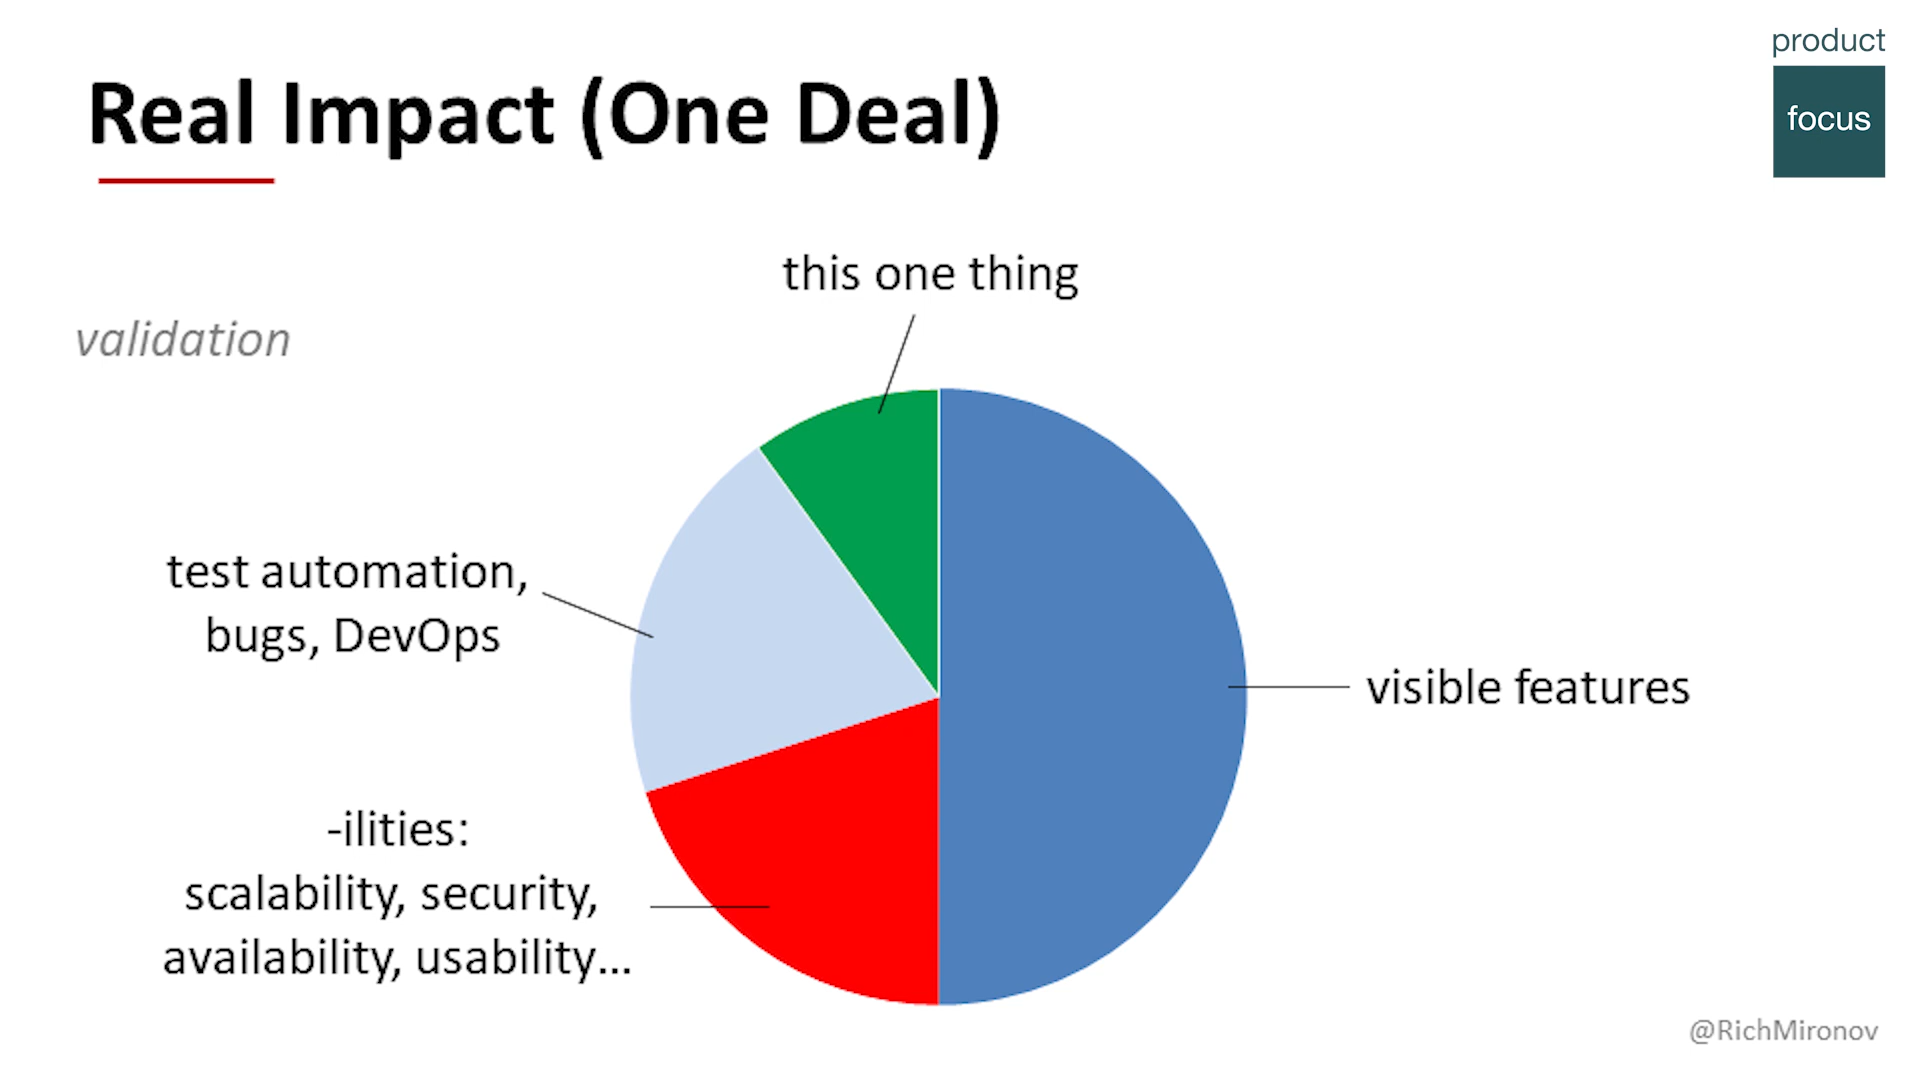 product
focus
Real Impact (One Deal)
validation
this one thing
test automation,
bugs, DevOps
visible features
-ilities:
scalability, security,
availability, usability...
@RichMironov